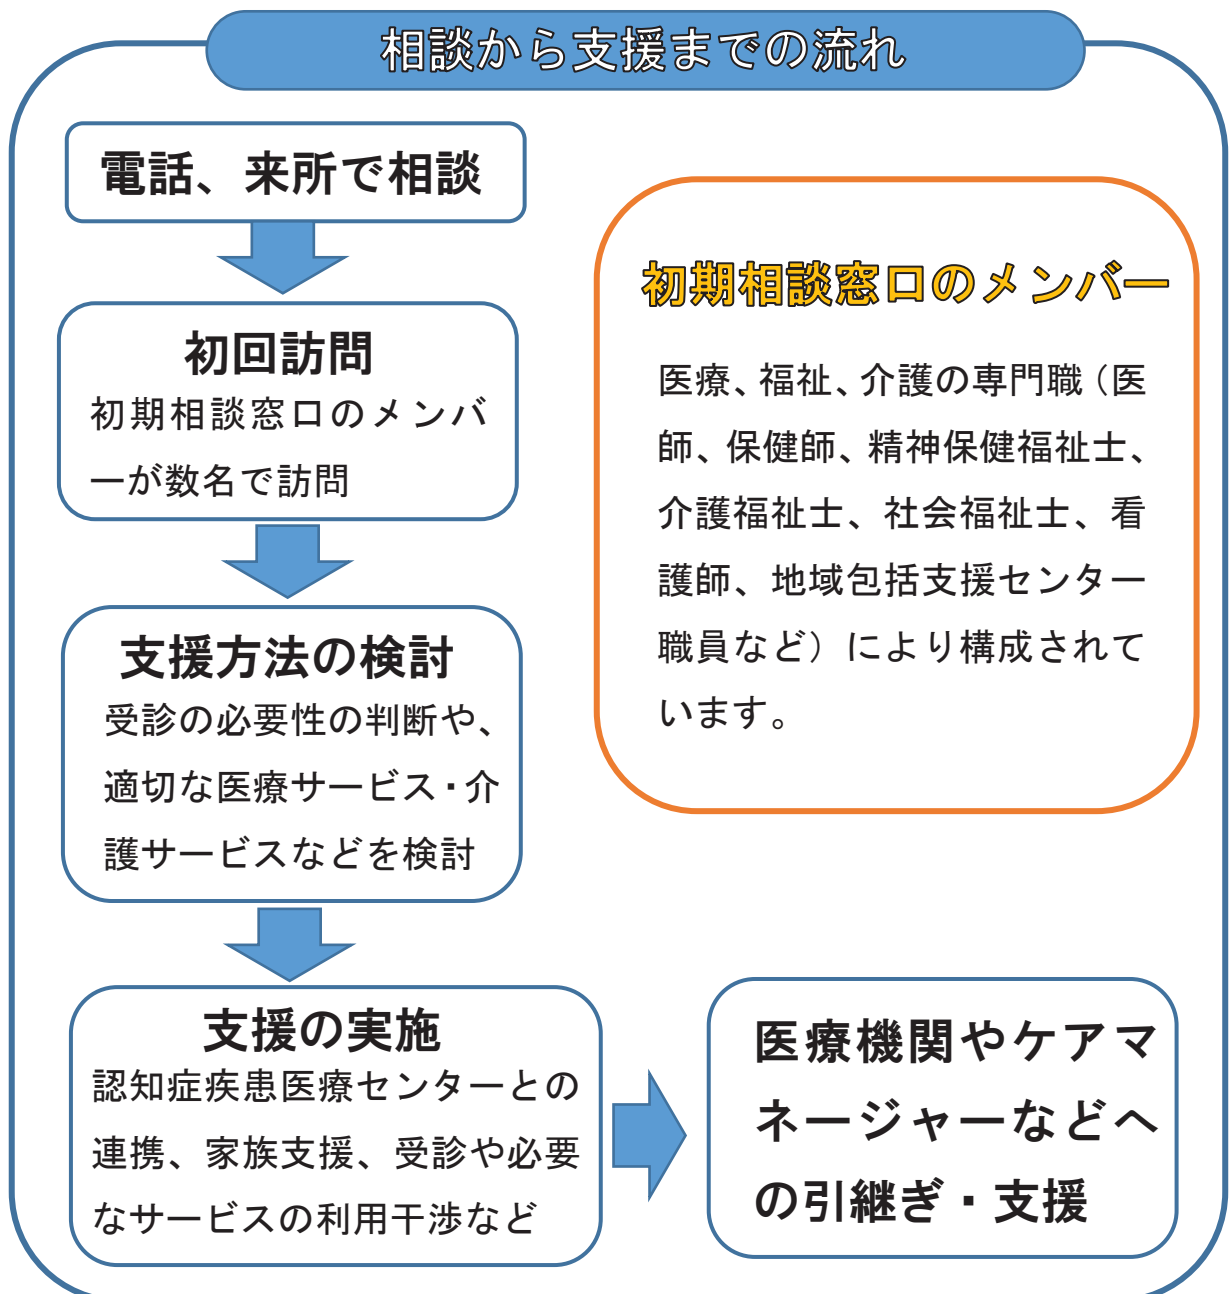 相談から支援までの流れ
電話、来所で相談
初回訪問
初期相談窓口のメンバ
ーが数名で訪問
支援方法の検討
受診の必要性の判断や、
適切な医療サービス・介
護サービスなどを検討
支援の実施
認知症疾患医療センターとの
連携、家族支援、受診や必要
なサービスの利用干渉など
医療機関やケアマ
ネージャーなどへ
の引継ぎ・支援
初期相談窓口のメンバー
医療、福祉、介護の専門職（医
師、保健師、精神保健福祉士、
介護福祉士、社会福祉士、看
護師、地域包括支援センター
職員など）により構成されて
います。